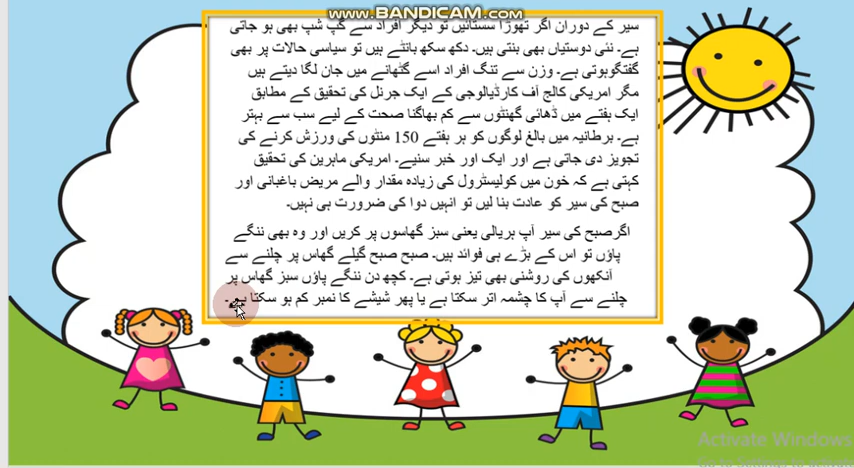 www.BANDICAM.com
سیر کے دوران اگر تھوڑا سستائیں تو دیگر افراد سے گپ شپ بھی ہو جاتی
ہے۔ نئی دوستیاں بھی بنتی ہیں۔ دکھ سکھ بانٹے ہیں تو سیاسی حالات پر بھی
گفتگوہوتی ہے۔ وزن سے تنگ افراد اسے گٹھانے میں جان لگا دیتے ہیں
مگر امریکی کالج آف کارڈیالوجی کے ایک جرنل کی تحقیق کے مطابق
ایک ہفتے میں ڈھائی گھنٹوں سے کم بھاگنا صحت کے لیے سب سے بہتر
ہے۔ برطانیہ میں بالغ لوگوں کو ہر ہفتے 150 منٹوں کی ورزش کرنے کی
تجویز دی جاتی ہے اور ایک اور خبر سنیے۔ امریکی ماہرین کی تحقیق
کہتی ہے کہ خون میں کولیسٹرول کی زیادہ مقدار والے مریض باغبانی اور
صبح کی سیر کو عادت بنا لیں تو انہیں دوا کی ضرورت ہی نہیں۔
اگرصبح کی سیر آپ ہریالی یعنی سبز گھاسوں پر کریں اور وہ بھی ننگے
پاؤں تو اس کے بڑے ہی فوائد ہیں۔ صبح صبح گیلے گھاس پر چلنے سے
آنکھوں کی روشنی بھی تیز ہوتی ہے۔ کچھ دن ننگے پاؤں سبز گھاس پر
چلنے سے آپ کا چشمہ اتر سکتا ہے یا پھر شیشے کا نمبر کم ہو سکتا ہے۔
Activate Windows